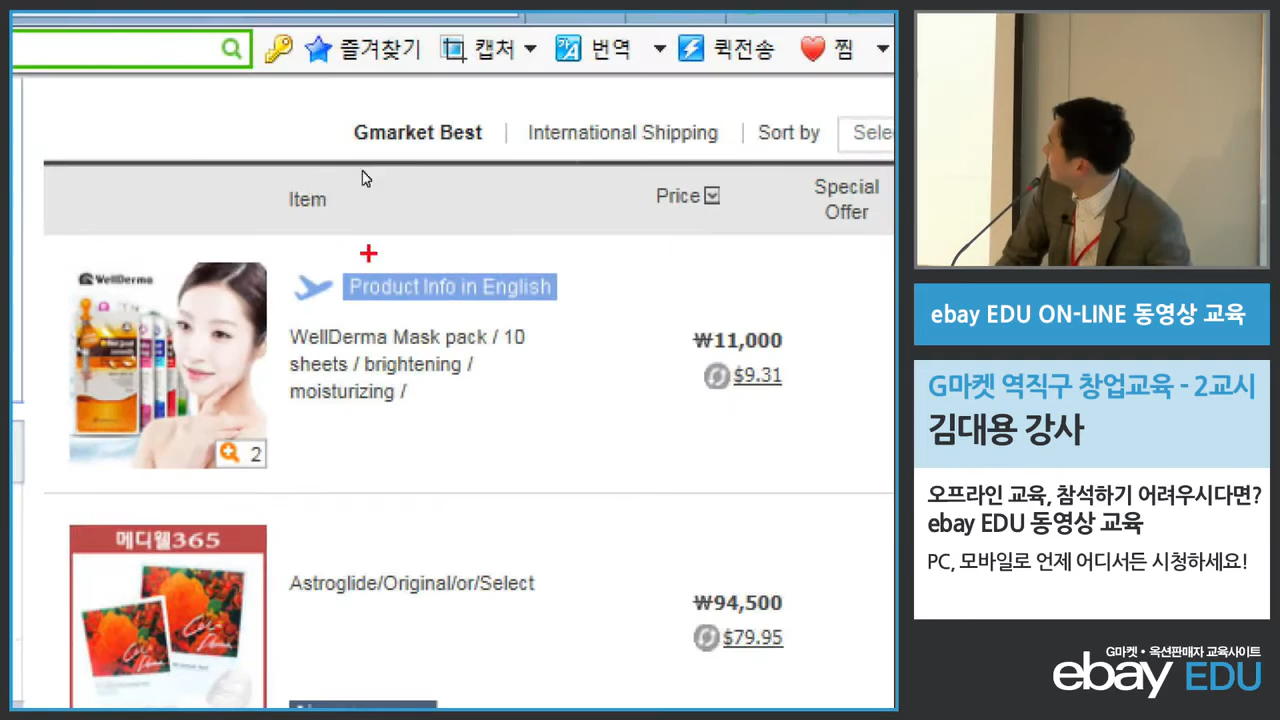 즐겨찾기 캡처 번역 퀵전송 찜
Gmarket Best | International Shipping | Sort by Sele
Item Price Special Offer
WellDerma
Product Info in English
WellDerma Mask pack / 10
sheets / brightening /
moisturizing /
₩11,000
$9.31
2
메디웰365
Astroglide/Original/or/Select
₩94,500
$79.95
ebay EDU ON-LINE 동영상 교육
G마켓 역직구 창업교육 - 2교시
김대용 강사
오프라인 교육, 참석하기 어려우시다면?
ebay EDU 동영상 교육
PC, 모바일로 언제 어디서든 시청하세요!
G마켓 • 옥션판매자 교육사이트
ebay EDU